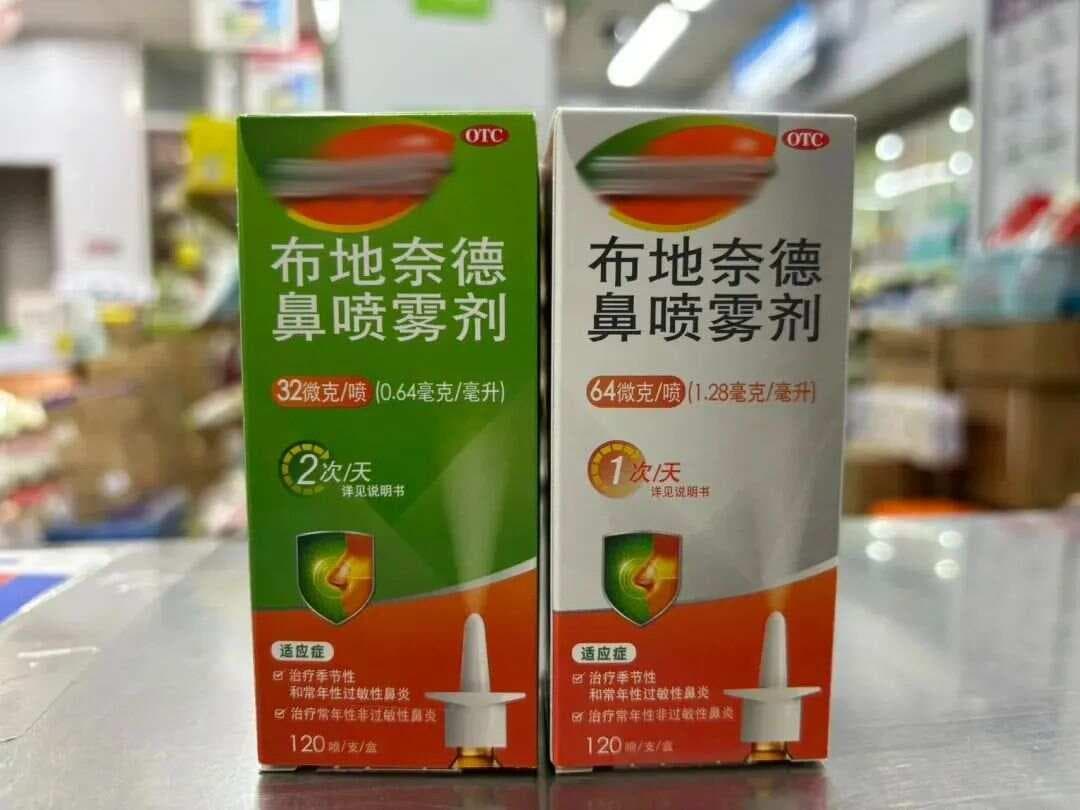 OTC
布地奈德
鼻喷雾剂
32微克/喷 (0.64毫克/毫升)
2次/天
详见说明书
适应症
治疗季节性
和常年性过敏性鼻炎
治疗常年性非过敏性鼻炎
120喷/支/盒
OTC
布地奈德
鼻喷雾剂
64微克/喷 (1.28毫克/毫升)
1次/天
详见说明书
适应症
治疗季节性
和常年性过敏性鼻炎
治疗常年性非过敏性鼻炎
120喷/支/盒